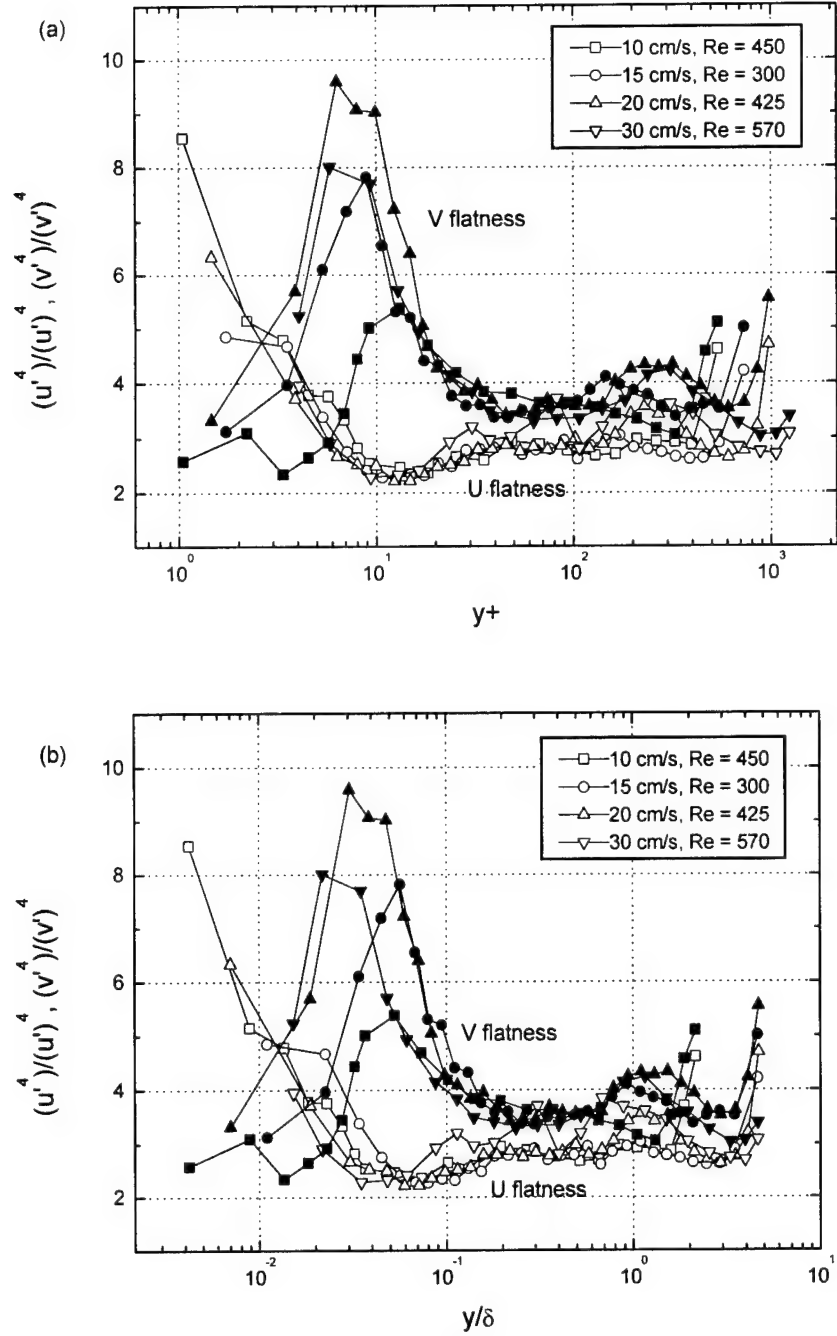 (a)
10
8
6
4
2
(u'⁴)/(u')⁴, (v'⁴)/(v')⁴
10 cm/s, Re = 450
15 cm/s, Re = 300
20 cm/s, Re = 425
30 cm/s, Re = 570
V flatness
U flatness
10⁰ 10¹ 10² 10³
y+
(b)
10
8
6
4
2
(u'⁴)/(u')⁴, (v'⁴)/(v')⁴
10 cm/s, Re = 450
15 cm/s, Re = 300
20 cm/s, Re = 425
30 cm/s, Re = 570
V flatness
U flatness
10⁻² 10⁻¹ 10⁰ 10¹
y/δ